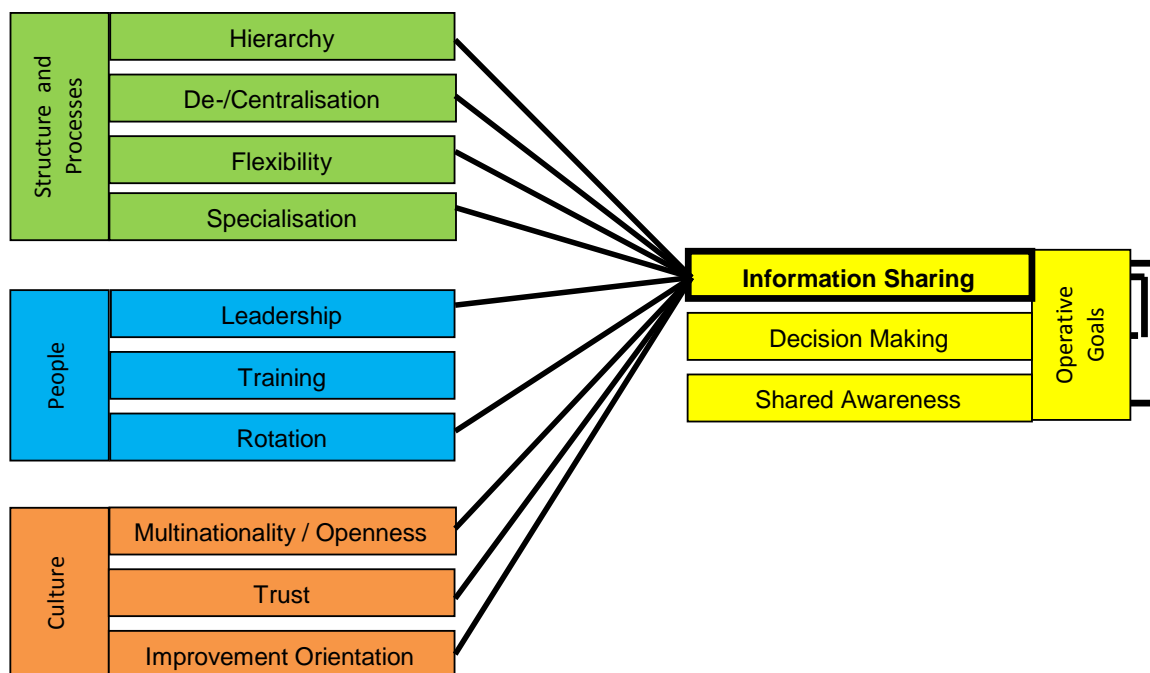 Structure and
Processes
Hierarchy
De-/Centralisation
Flexibility
Specialisation
People
Leadership
Training
Rotation
Culture
Multinationality / Openness
Trust
Improvement Orientation
Information Sharing
Decision Making
Shared Awareness
Operative
Goals